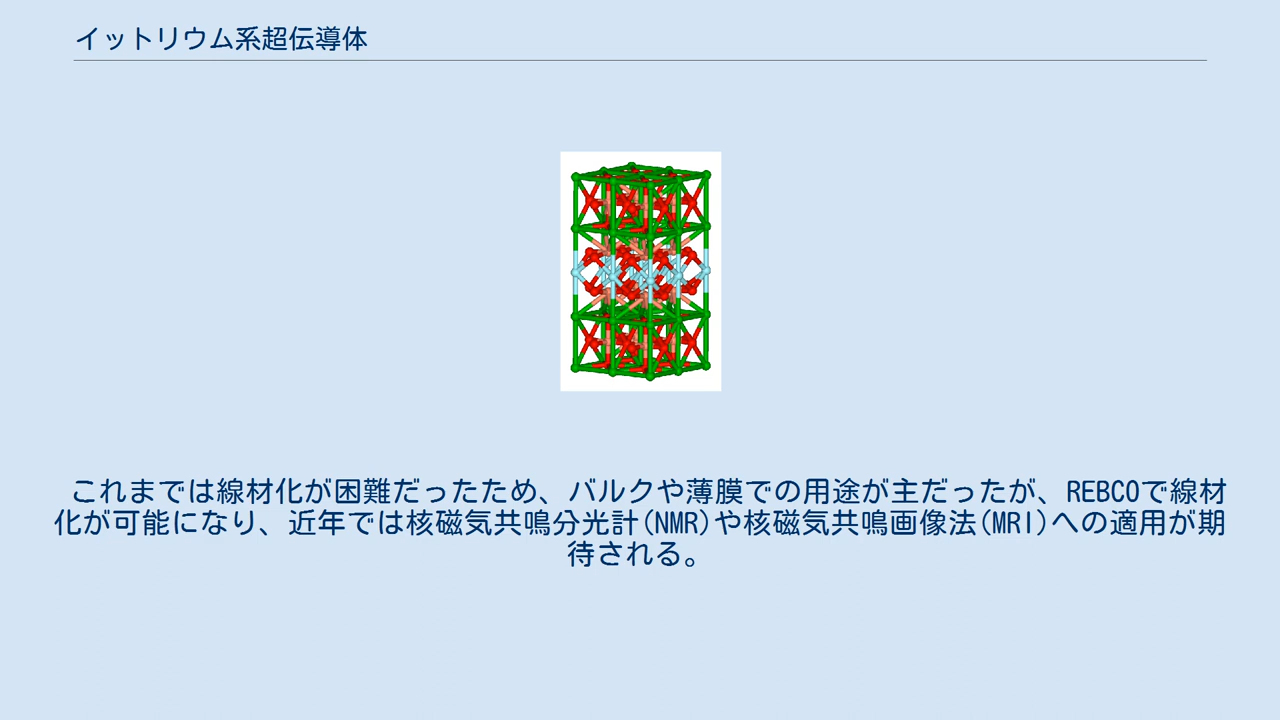 イットリウム系超伝導体
これまでは線材化が困難だったため、バルクや薄膜での用途が主だったが、REBCOで線材
化が可能になり、近年では核磁気共鳴分光計(NMR)や核磁気共鳴画像法(MRI)への適用が期
待される。